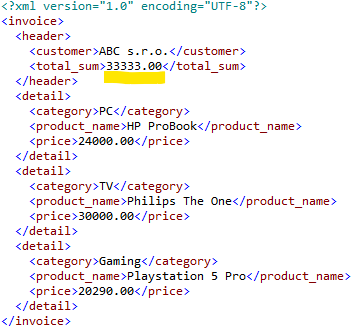 <?xml version="1.0" encoding="UTF-8"?>
<invoice>
  <header>
    <customer>ABC s.r.o.</customer>
    <total_sum>33333.00</total_sum>
  </header>
  <detail>
    <category>PC</category>
    <product_name>HP ProBook</product_name>
    <price>24000.00</price>
  </detail>
  <detail>
    <category>TV</category>
    <product_name>Philips The One</product_name>
    <price>30000.00</price>
  </detail>
  <detail>
    <category>Gaming</category>
    <product_name>Playstation 5 Pro</product_name>
    <price>20290.00</price>
  </detail>
</invoice>